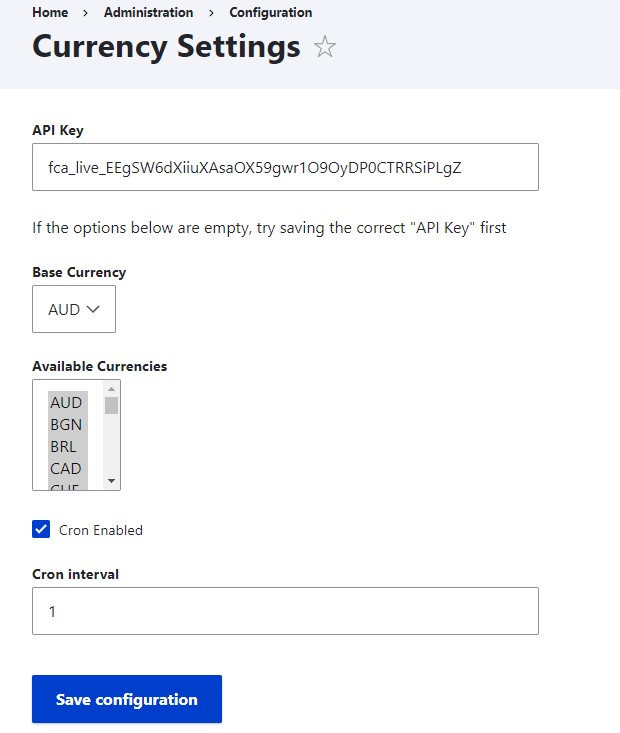 Home > Administration > Configuration
Currency Settings
API Key
fca_live_EEgSW6dXiiuXAsaOX59gwr1O9OyDP0CTRRSiPLgZ
If the options below are empty, try saving the correct "API Key" first
Base Currency
AUD
Available Currencies
AUD
BGN
BRL
CAD
CHF
Cron Enabled
Cron interval
1
Save configuration